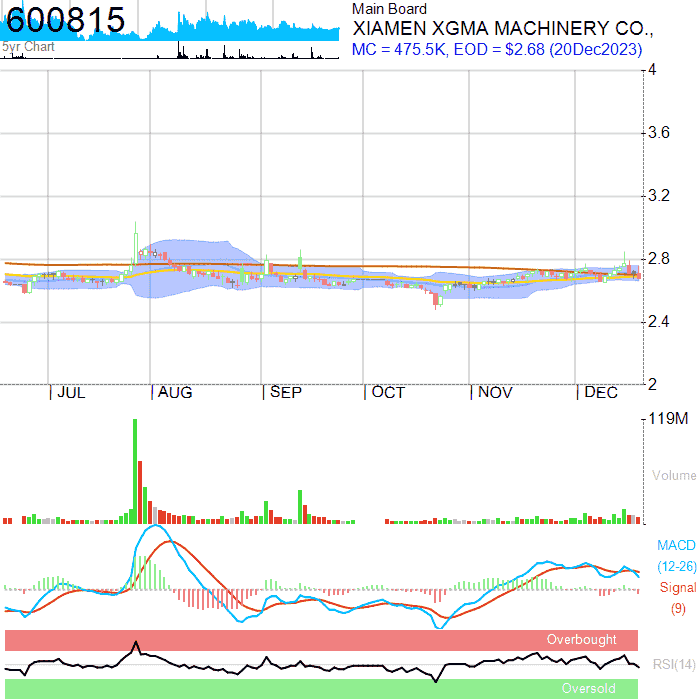 600815
5yr Chart
Main Board
XIAMEN XGMA MACHINERY CO.,
MC = 475.5K, EOD = $2.68 (20Dec2023)
4
3.6
3.2
2.8
2.4
2
| JUL | AUG | SEP | OCT | NOV | DEC
119M
Volume
MACD
(12-26)
Signal
(9)
Overbought
RSI(14)
Oversold